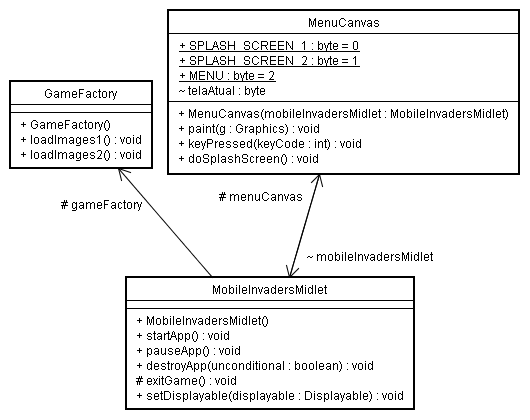 MenuCanvas
+ SPLASH_SCREEN_1 : byte = 0
+ SPLASH_SCREEN_2 : byte = 1
+ MENU : byte = 2
~ telaAtual : byte
+ MenuCanvas(mobileInvadersMidlet : MobileInvadersMidlet)
+ paint(g : Graphics) : void
+ keyPressed(keyCode : int) : void
+ doSplashScreen() : void
GameFactory
+ GameFactory()
+ loadImages1() : void
+ loadImages2() : void
# menuCanvas
# gameFactory
~ mobileInvadersMidlet
MobileInvadersMidlet
+ MobileInvadersMidlet()
+ startApp() : void
+ pauseApp() : void
+ destroyApp(unconditional : boolean) : void
# exitGame() : void
+ setDisplayable(displayable : Displayable) : void